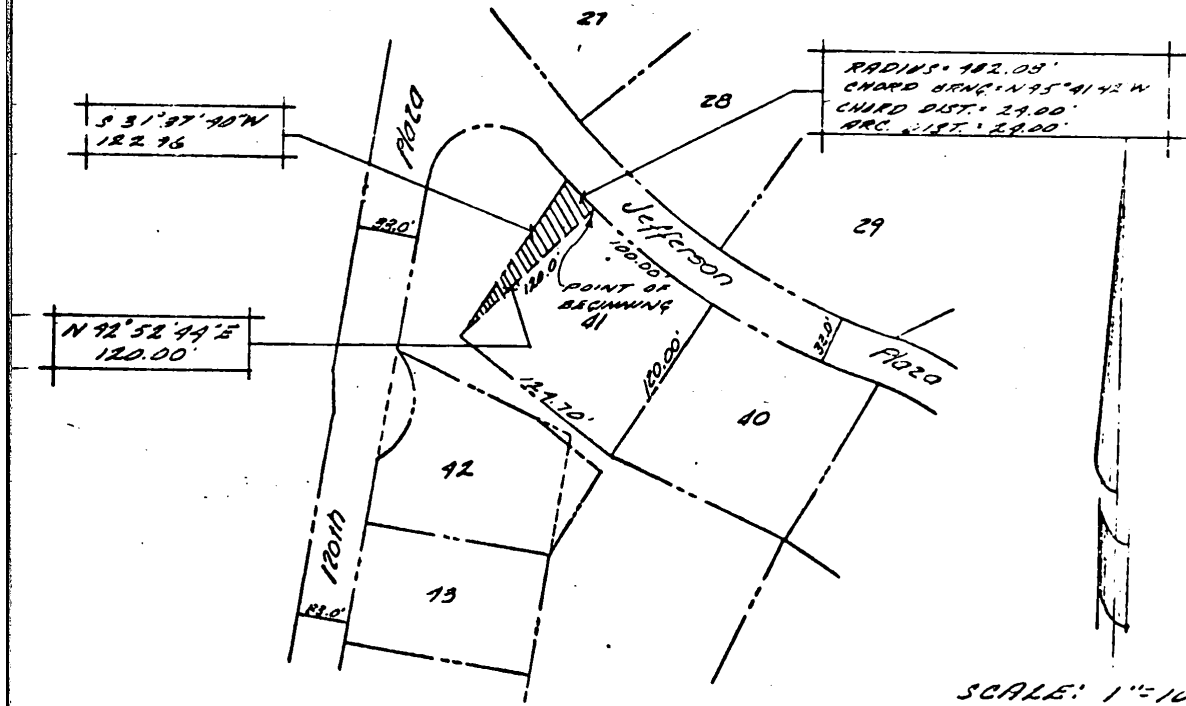 27
28
RADIUS = 482.03'
CHORD BRNG = N 45° 41' 42" W
CHORD DIST. = 24.00'
ARC DIST. = 24.00'
S 31° 37' 40" W
122.96
Plaza
33.0'
Jefferson
29
100.00'
120.0'
POINT OF
BEGINNING
41
N 42° 52' 44" E
120.00'
32.0'
Plaza
120.00'
124.70'
40
42
120th
43
33.0'
SCALE: 1"=10